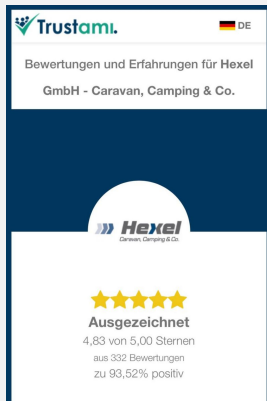 Trustami.
DE
Bewertungen und Erfahrungen für Hexel
GmbH - Caravan, Camping & Co.
Hexel
Caravan, Camping & Co.
Ausgezeichnet
4,83 von 5,00 Sternen
aus 332 Bewertungen
zu 93,52% positiv